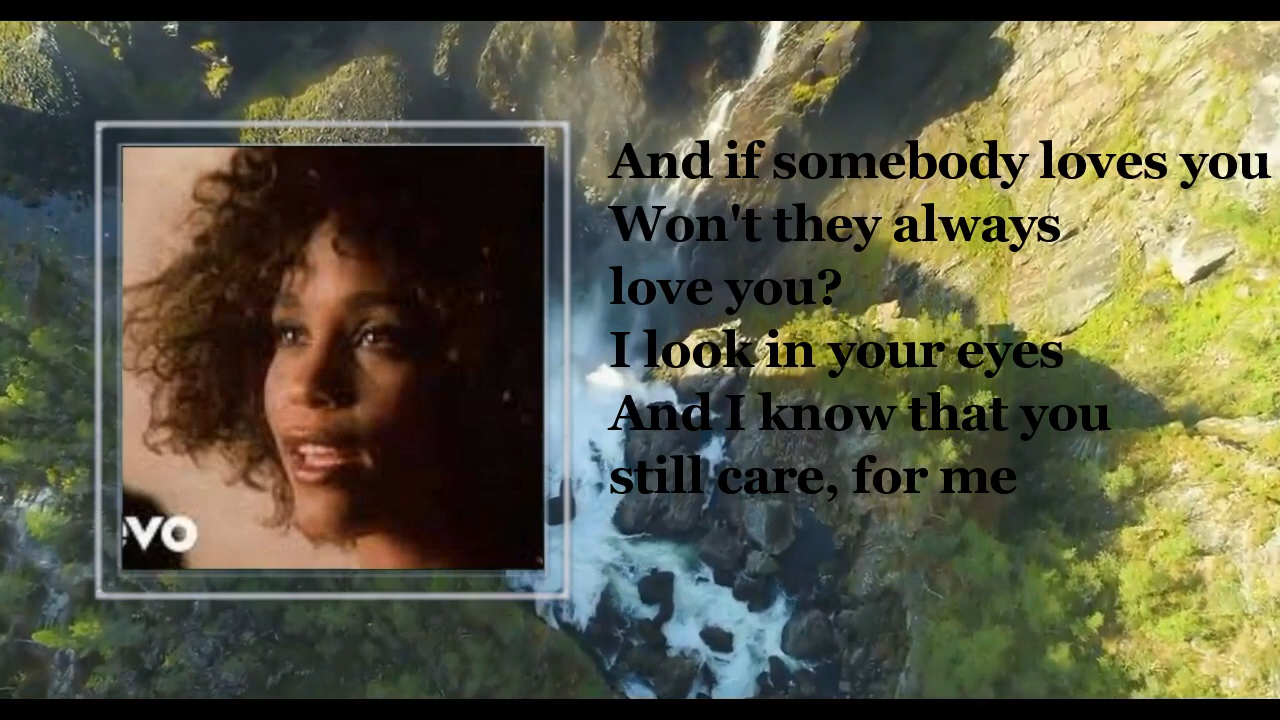 And if somebody loves you
Won't they always
love you?
I look in your eyes
And I know that you
still care, for me
evo